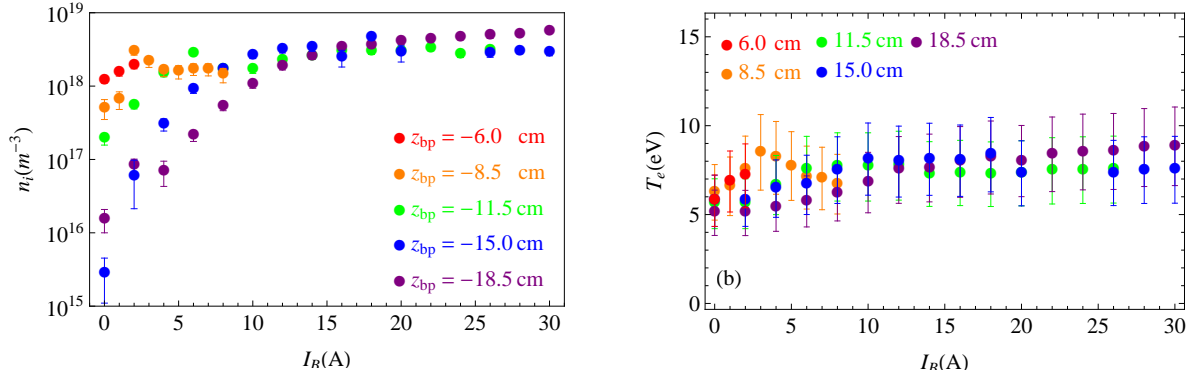 10^19
10^18
10^17
10^16
10^15
n_i(m^−3)
z_bp = −6.0 cm
z_bp = −8.5 cm
z_bp = −11.5 cm
z_bp = −15.0 cm
z_bp = −18.5 cm
0 5 10 15 20 25 30
I_B(A)
15
10
5
0
T_e(eV)
6.0 cm 11.5 cm 18.5 cm
8.5 cm 15.0 cm
(b)
0 5 10 15 20 25 30
I_B(A)